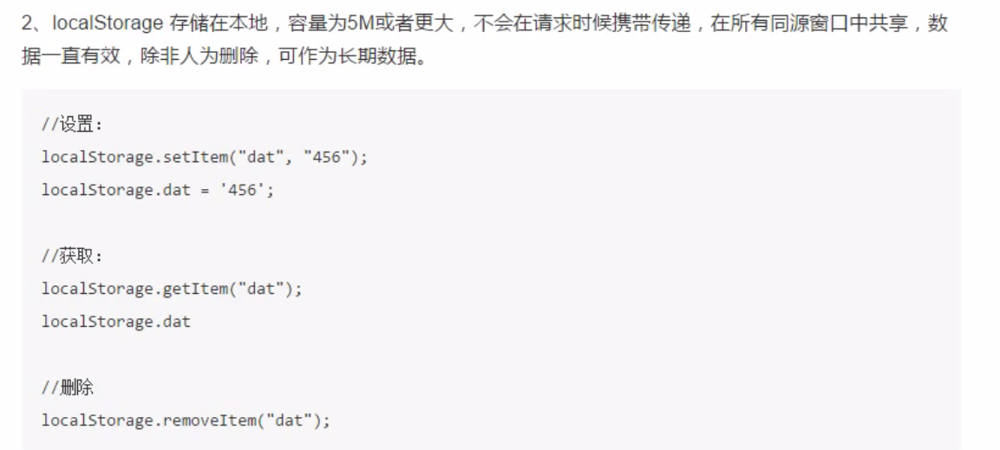 2、localStorage 存储在本地，容量为5M或者更大，不会在请求时候携带传递，在所有同源窗口中共享，数
据一直有效，除非人为删除，可作为长期数据。
//设置：
localStorage.setItem("dat", "456");
localStorage.dat = '456';
//获取：
localStorage.getItem("dat");
localStorage.dat
//删除
localStorage.removeItem("dat");